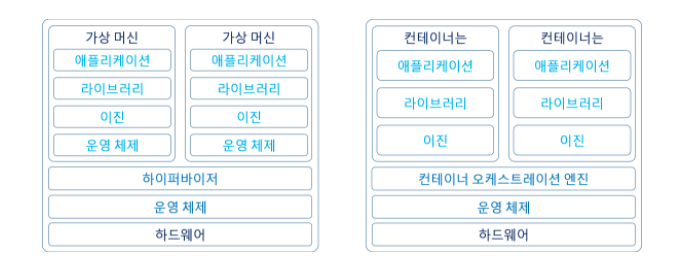 가상 머신
애플리케이션
라이브러리
이진
운영 체제
가상 머신
애플리케이션
라이브러리
이진
운영 체제
하이퍼바이저
운영 체제
하드웨어
컨테이너는
애플리케이션
라이브러리
이진
컨테이너는
애플리케이션
라이브러리
이진
컨테이너 오케스트레이션 엔진
운영 체제
하드웨어